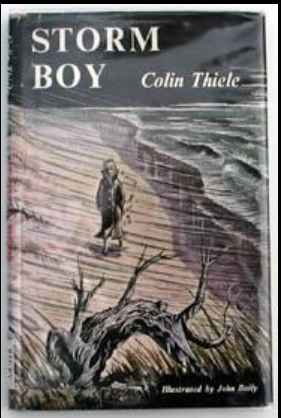 STORM
BOY Colin Thiele
Illustrated by John Baily